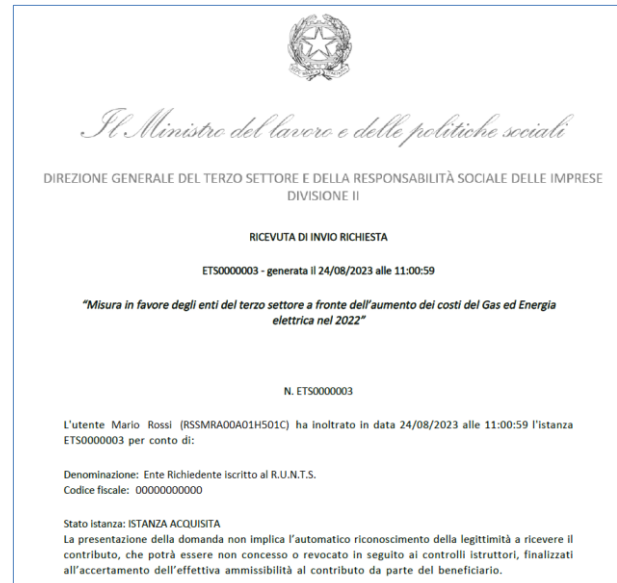 Il Ministro del lavoro e delle politiche sociali
DIREZIONE GENERALE DEL TERZO SETTORE E DELLA RESPONSABILITÀ SOCIALE DELLE IMPRESE
DIVISIONE II
RICEVUTA DI INVIO RICHIESTA
ETS0000003 - generata il 24/08/2023 alle 11:00:59
"Misura in favore degli enti del terzo settore a fronte dell'aumento dei costi del Gas ed Energia
elettrica nel 2022"
N. ETS0000003
L'utente Mario Rossi (RSSMRA00A01H501C) ha inoltrato in data 24/08/2023 alle 11:00:59 l'istanza
ETS0000003 per conto di:
Denominazione: Ente Richiedente iscritto al R.U.N.T.S.
Codice fiscale: 00000000000
Stato istanza: ISTANZA ACQUISITA
La presentazione della domanda non implica l'automatico riconoscimento della legittimità a ricevere il
contributo, che potrà essere non concesso o revocato in seguito ai controlli istruttori, finalizzati
all'accertamento dell'effettiva ammissibilità al contributo da parte del beneficiario.